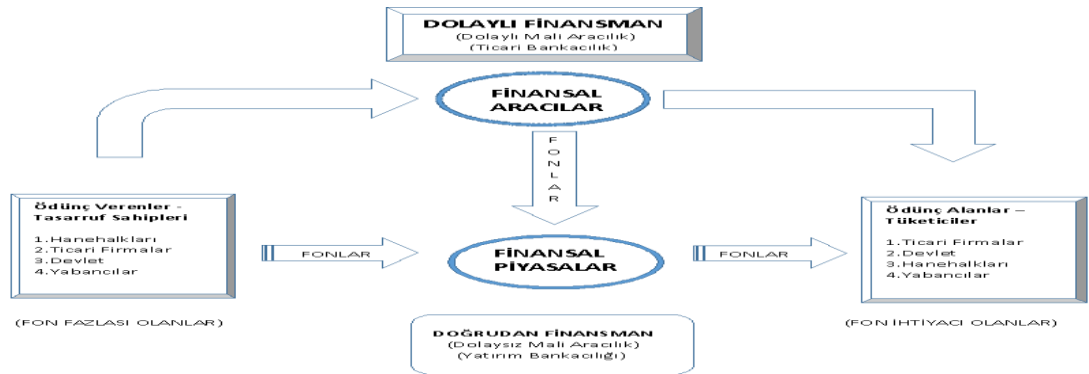 DOLAYLI FİNANSMAN
(Dolaylı Mali Aracılık)
(Ticari Bankacılık)
FİNANSAL
ARACILAR
FONLAR
Ödünç Verenler -
Tasarruf Sahipleri
1.Hanehalkları
2.Ticari Firmalar
3.Devlet
4.Yabancılar
(FON FAZLASI OLANLAR)
FONLAR
FİNANSAL
PİYASALAR
FONLAR
Ödünç Alanlar –
Tüketiciler
1.Ticari Firmalar
2.Devlet
3.Hanehalkları
4.Yabancılar
(FON İHTİYACI OLANLAR)
DOĞRUDAN FİNANSMAN
(Dolaysız Mali Aracılık)
(Yatırım Bankacılığı)